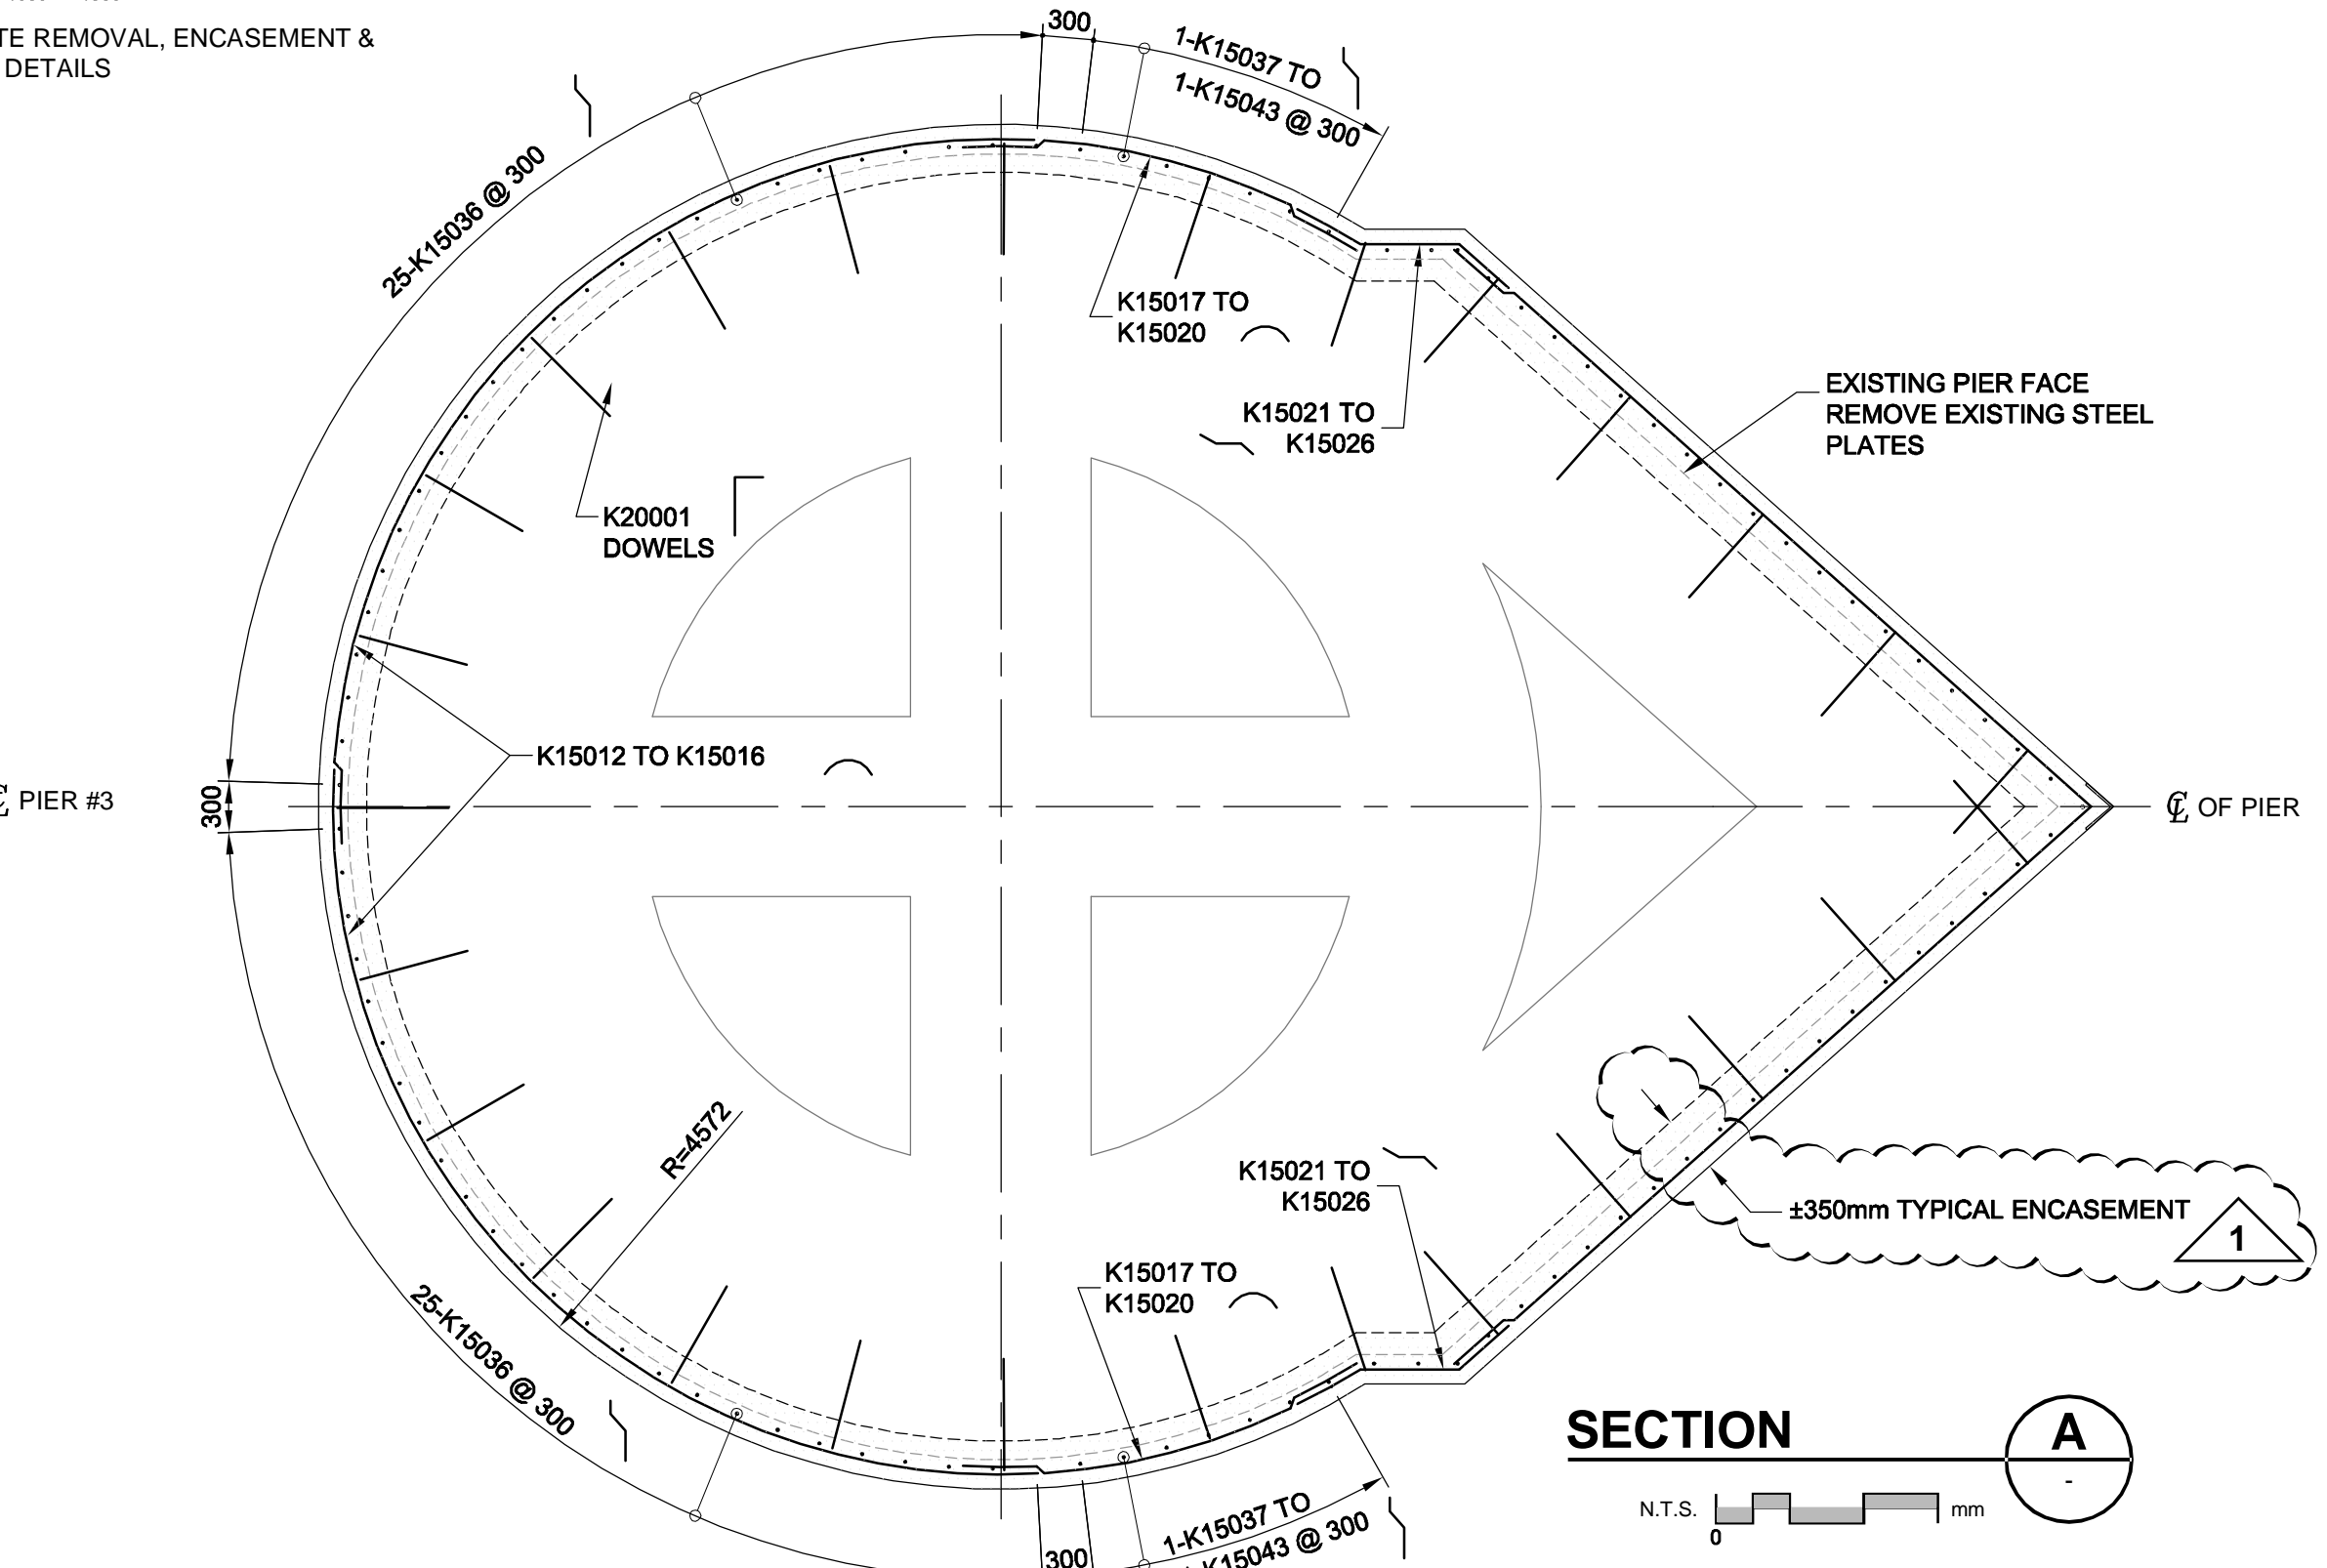 TE REMOVAL, ENCASEMENT &
DETAILS
300
1-K15037 TO
1-K15043 @ 300
25-K15036 @ 300
K15017 TO
K15020
K15021 TO
K15026
EXISTING PIER FACE
REMOVE EXISTING STEEL
PLATES
K20001
DOWELS
K15012 TO K15016
300
℄ PIER #3
℄ OF PIER
R=4572
K15021 TO
K15026
±350mm TYPICAL ENCASEMENT
1
K15017 TO
K15020
25-K15036 @ 300
300
1-K15037 TO
K15043 @ 300
SECTION
A
-
N.T.S.
0
mm